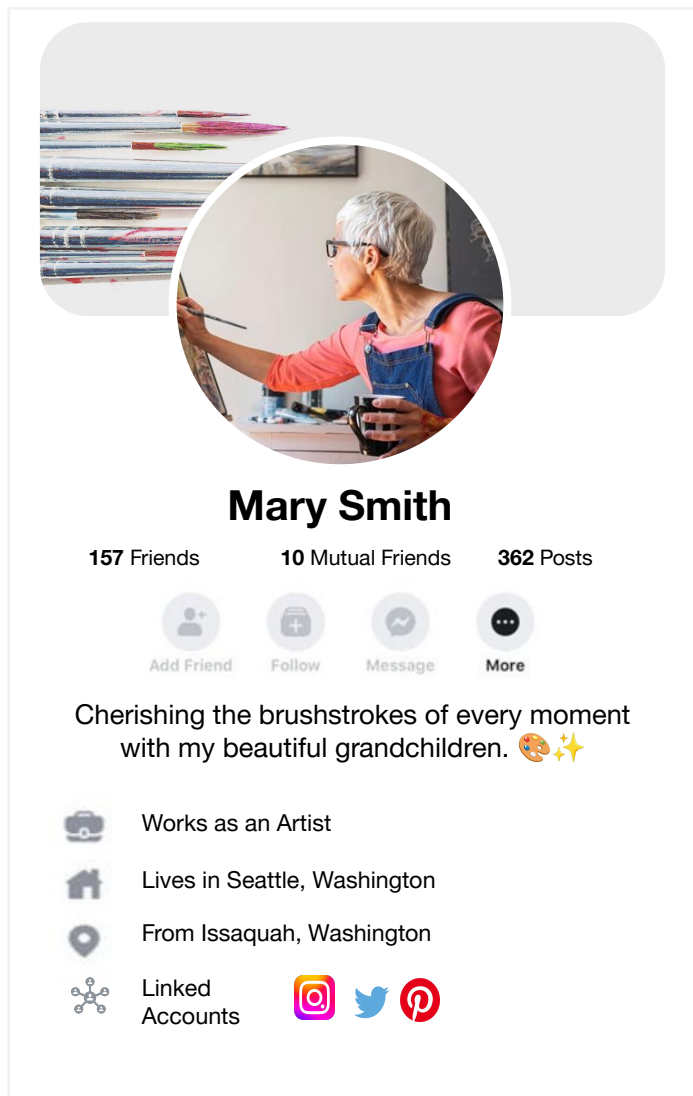 Mary Smith
157 Friends 10 Mutual Friends 362 Posts
Add Friend Follow Message More
Cherishing the brushstrokes of every moment
with my beautiful grandchildren. 🎨✨
Works as an Artist
Lives in Seattle, Washington
From Issaquah, Washington
Linked
Accounts